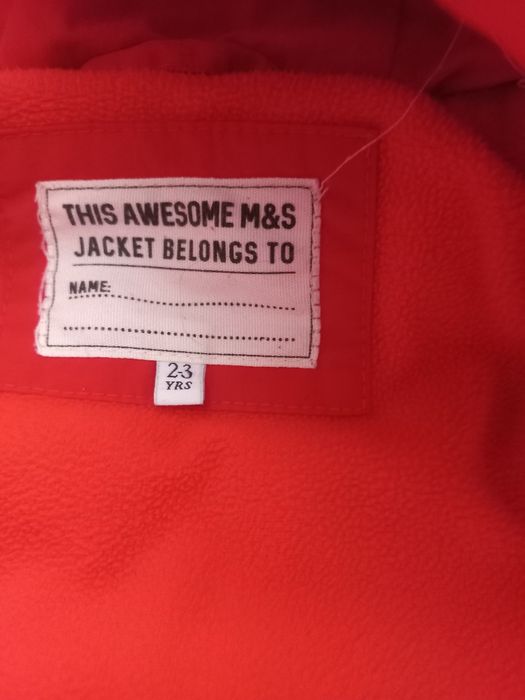 THIS AWESOME M&S
JACKET BELONGS TO
NAME:
2-3
YRS